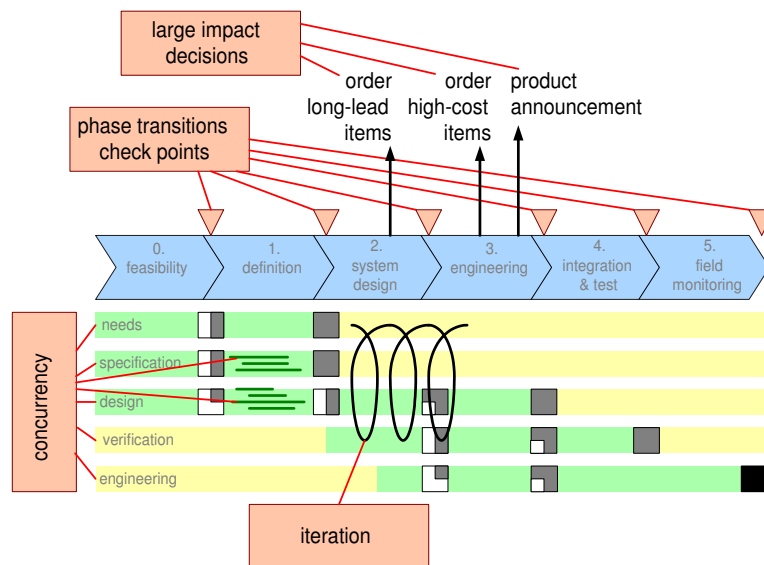 large impact
decisions
order
long-lead
items
order
high-cost
items
product
announcement
phase transitions
check points
0.
feasibility
1.
definition
2.
system
design
3.
engineering
4.
integration
& test
5.
field
monitoring
concurrency
needs
specification
design
verification
engineering
iteration